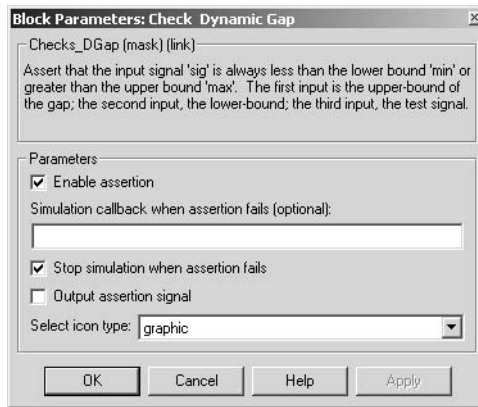 Block Parameters: Check Dynamic Gap
Checks_DGap (mask) (link)
Assert that the input signal 'sig' is always less than the lower bound 'min' or
greater than the upper bound 'max'. The first input is the upper-bound of
the gap; the second input, the lower-bound; the third input, the test signal.
Parameters
Enable assertion
Simulation callback when assertion fails (optional):
Stop simulation when assertion fails
Output assertion signal
Select icon type: graphic
OK Cancel Help Apply